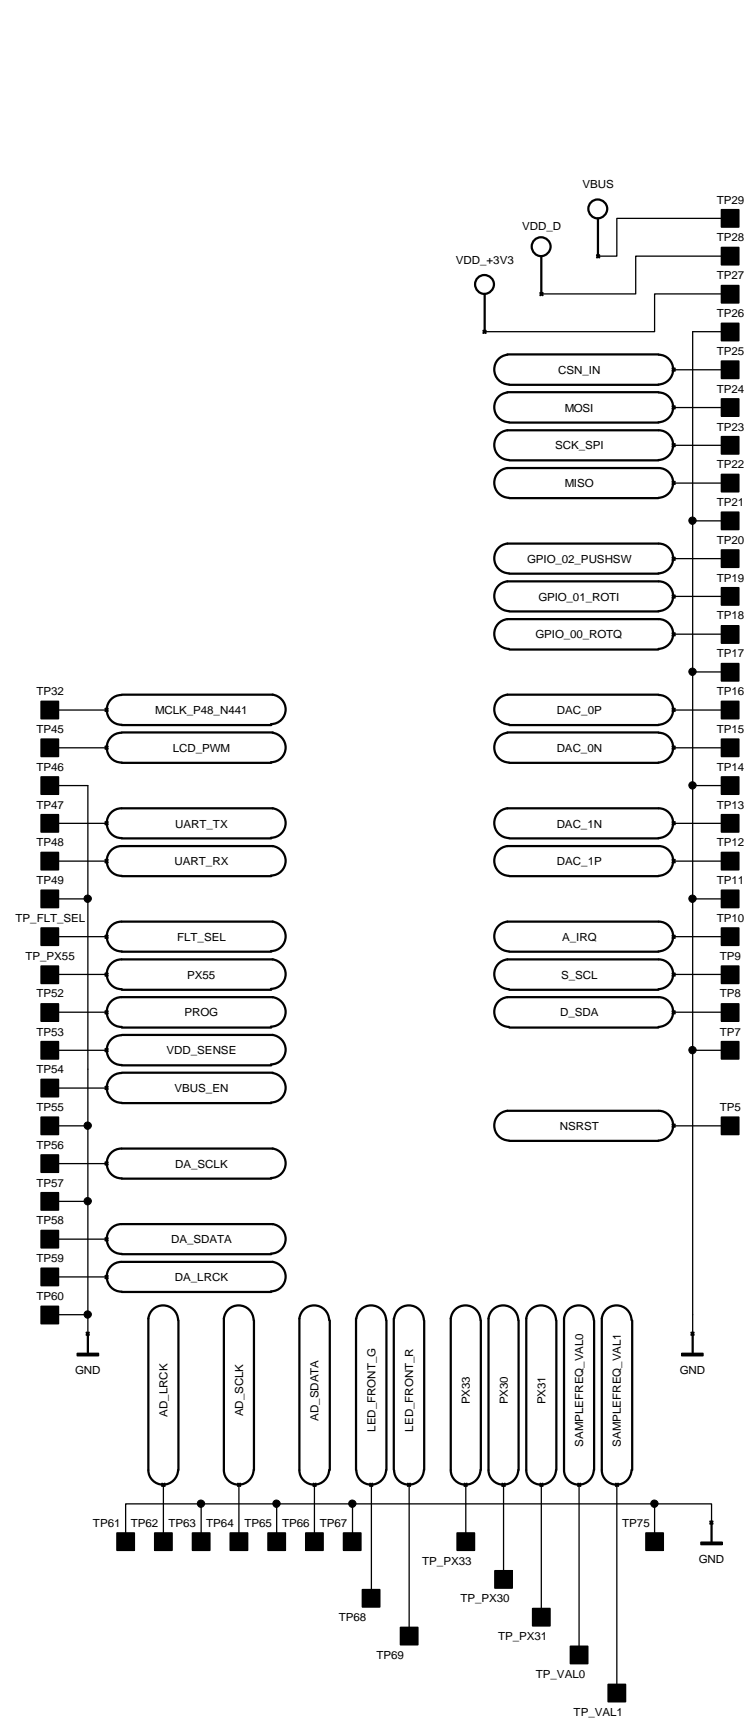 VBUS
TP29
VDD_D
TP28
VDD_+3V3
TP27
TP26
TP25
CSN_IN
TP24
MOSI
TP23
SCK_SPI
TP22
MISO
TP21
TP20
GPIO_02_PUSHSW
TP19
GPIO_01_ROTI
TP18
GPIO_00_ROTQ
TP17
TP32
MCLK_P48_N441
TP16
DAC_0P
TP45
LCD_PWM
TP15
DAC_0N
TP46
TP14
TP47
UART_TX
TP13
DAC_1N
TP48
UART_RX
TP12
DAC_1P
TP49
TP11
TP_FLT_SEL
FLT_SEL
TP10
A_IRQ
TP_PX55
PX55
TP9
S_SCL
TP52
PROG
TP8
D_SDA
TP53
VDD_SENSE
TP7
TP54
VBUS_EN
TP55
TP5
NSRST
TP56
DA_SCLK
TP57
TP58
DA_SDATA
TP59
DA_LRCK
TP60
GND
GND
AD_LRCK
AD_SCLK
AD_SDATA
LED_FRONT_G
LED_FRONT_R
PX33
PX30
PX31
SAMPLEFREQ_VAL0
SAMPLEFREQ_VAL1
TP61
TP62
TP63
TP64
TP65
TP66
TP67
TP75
GND
TP_PX33
TP_PX30
TP68
TP_PX31
TP69
TP_VAL0
TP_VAL1